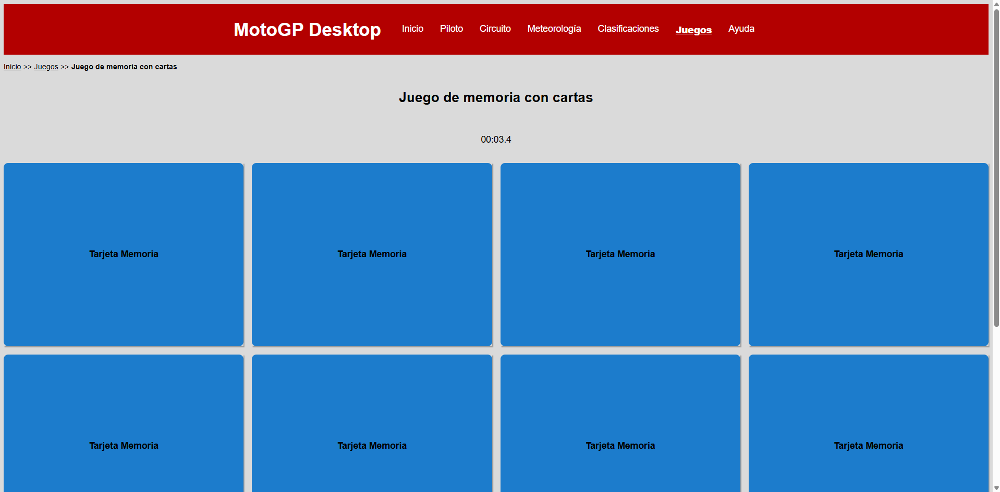 MotoGP Desktop Inicio Piloto Circuito Meteorología Clasificaciones Juegos Ayuda
Inicio >> Juegos >> Juego de memoria con cartas
Juego de memoria con cartas
00:03.4
Tarjeta Memoria Tarjeta Memoria Tarjeta Memoria Tarjeta Memoria
Tarjeta Memoria Tarjeta Memoria Tarjeta Memoria Tarjeta Memoria